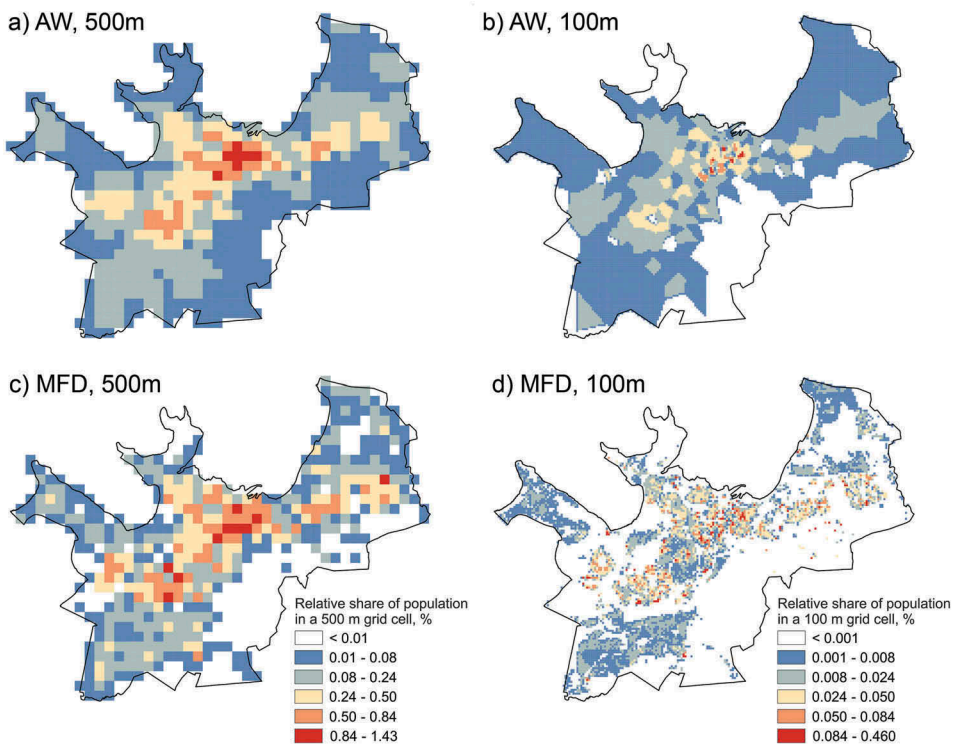 a) AW, 500m
b) AW, 100m
c) MFD, 500m
d) MFD, 100m
Relative share of population
in a 500 m grid cell, %
< 0.01
0.01 - 0.08
0.08 - 0.24
0.24 - 0.50
0.50 - 0.84
0.84 - 1.43
Relative share of population
in a 100 m grid cell, %
< 0.001
0.001 - 0.008
0.008 - 0.024
0.024 - 0.050
0.050 - 0.084
0.084 - 0.460